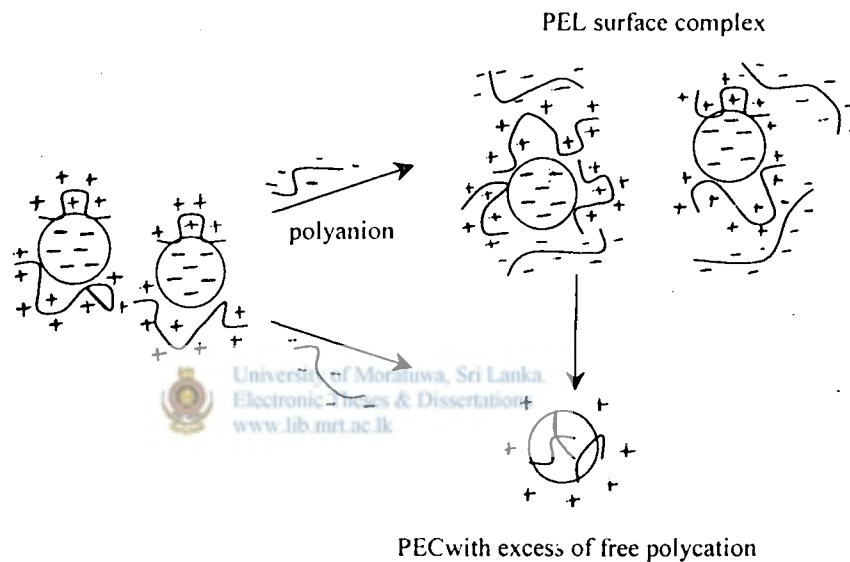 PEL surface complex
polyanion
University of Moratuwa, Sri Lanka.
Electronic Theses & Dissertations
www.lib.mrt.ac.lk
PECwith excess of free polycation